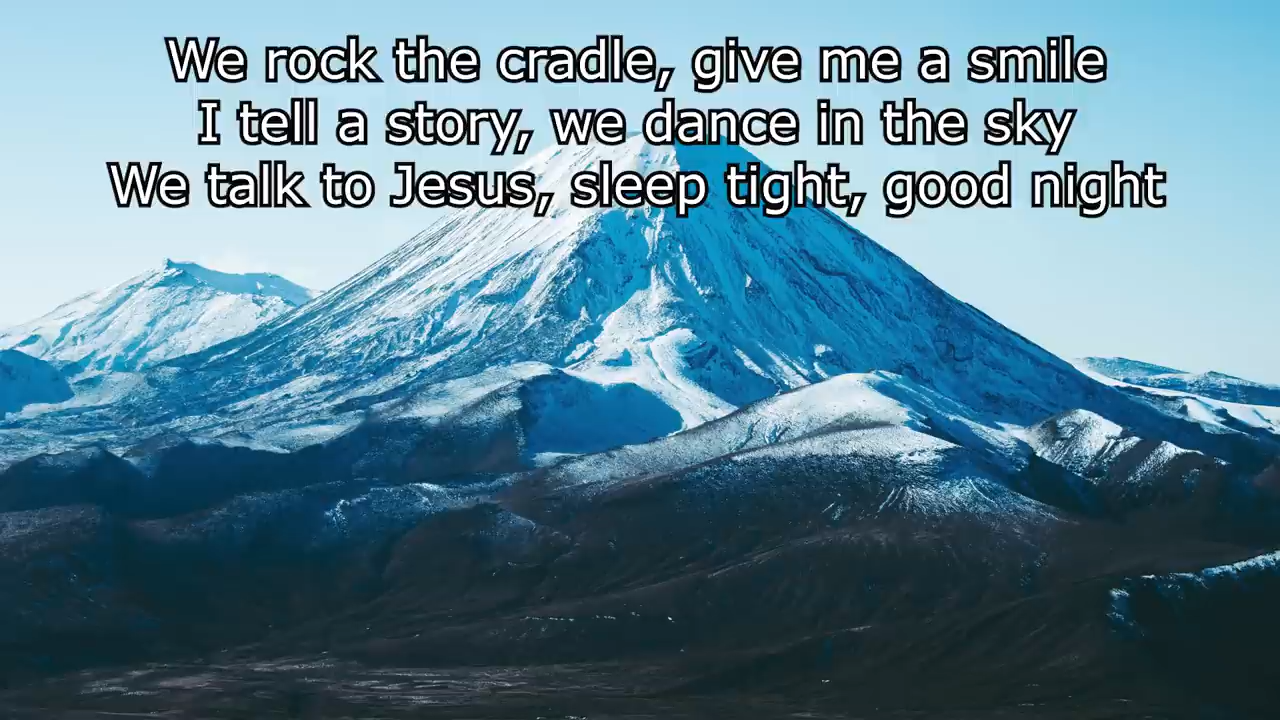 We rock the cradle, give me a smile
I tell a story, we dance in the sky
We talk to Jesus, sleep tight, good night